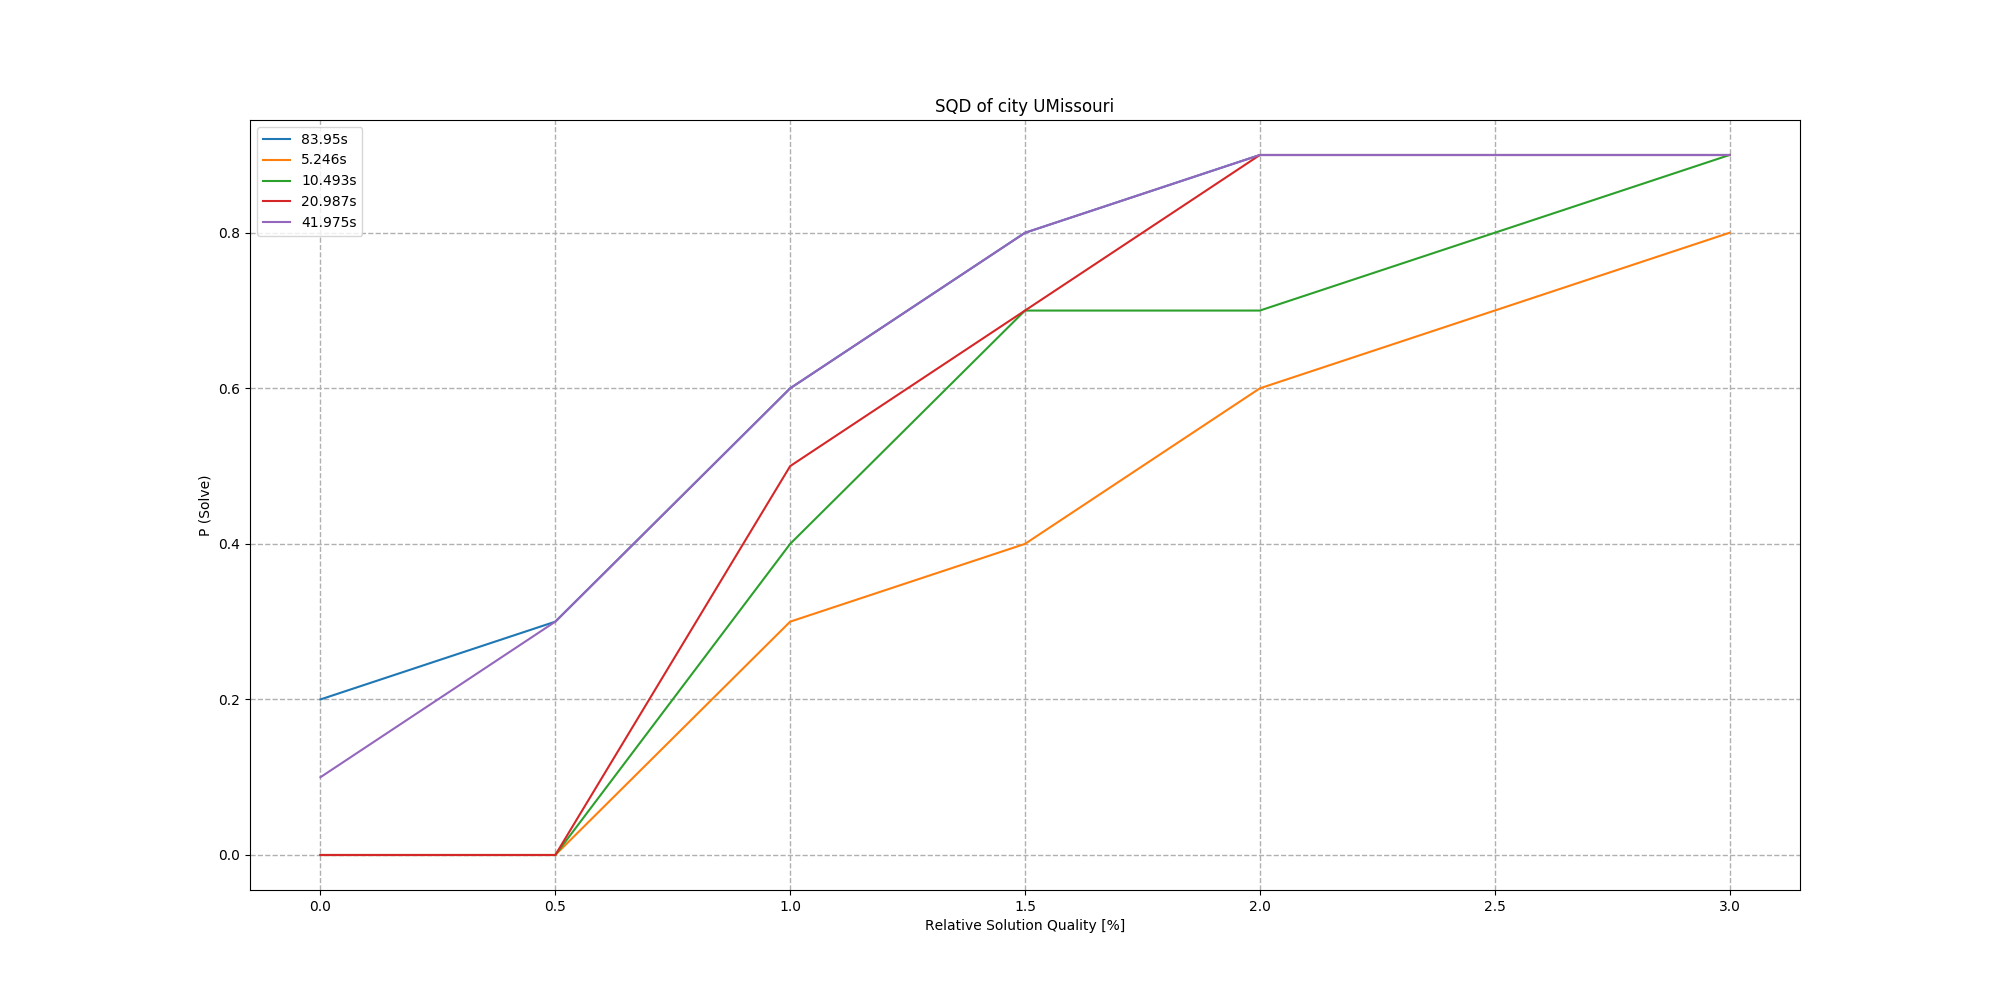 SQD of city UMissouri
83.95s
5.246s
10.493s
20.987s
41.975s
P (Solve)
0.8
0.6
0.4
0.2
0.0
0.0 0.5 1.0 1.5 2.0 2.5 3.0
Relative Solution Quality [%]